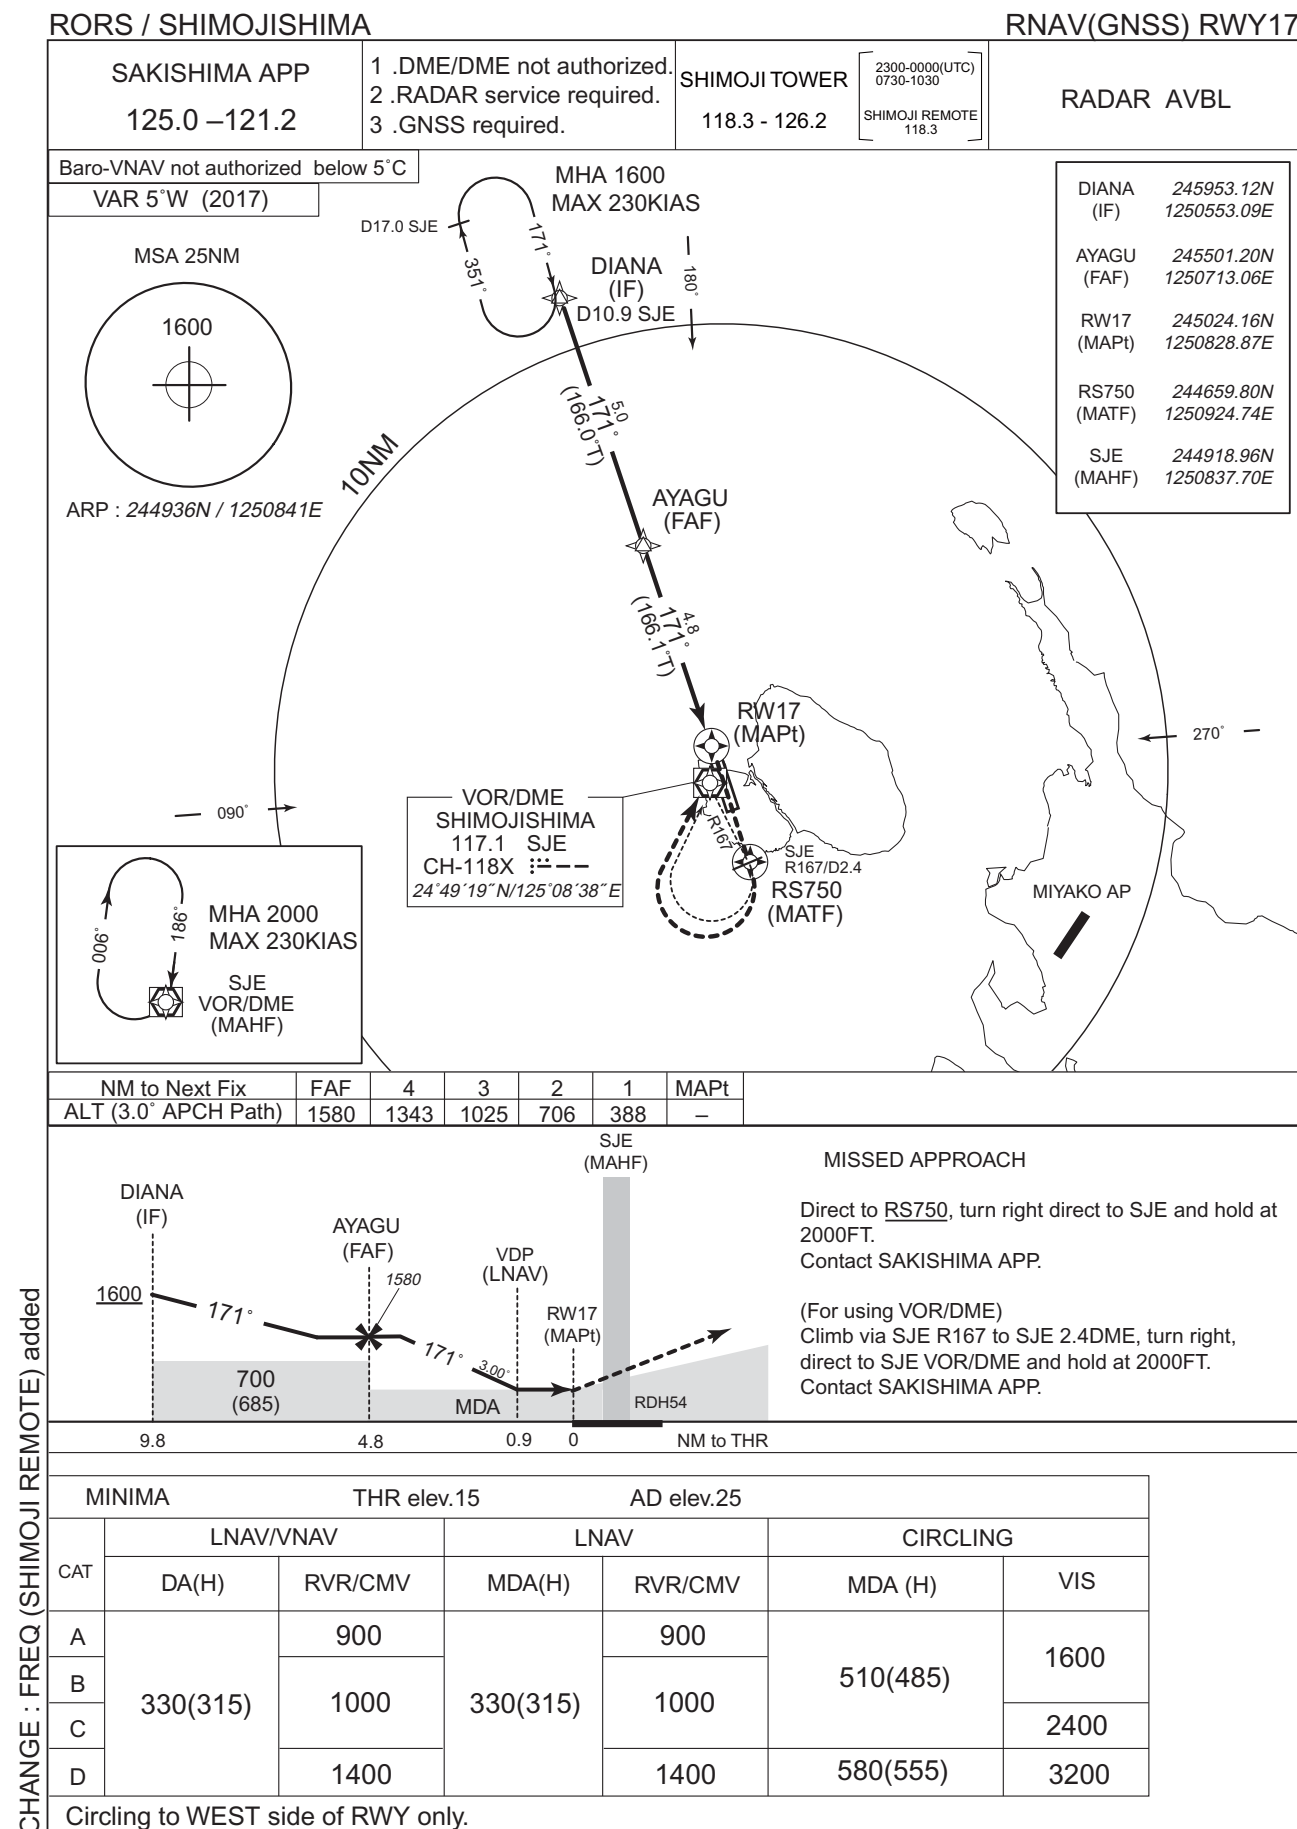 RORS / SHIMOJISHIMA
RNAV(GNSS) RWY17
SAKISHIMA APP
125.0 –121.2
1 .DME/DME not authorized.
2 .RADAR service required.
3 .GNSS required.
SHIMOJI TOWER
118.3 - 126.2
2300-0000(UTC)
0730-1030
SHIMOJI REMOTE
118.3
RADAR AVBL
Baro-VNAV not authorized below 5˚C
VAR 5˚W (2017)
MSA 25NM
1600
ARP : 244936N / 1250841E
MHA 1600
MAX 230KIAS
D17.0 SJE
171˚
351˚
DIANA
(IF)
D10.9 SJE
180˚
DIANA 245953.12N
(IF) 1250553.09E
AYAGU 245501.20N
(FAF) 1250713.06E
RW17 245024.16N
(MAPt) 1250828.87E
RS750 244659.80N
(MATF) 1250924.74E
SJE 244918.96N
(MAHF) 1250837.70E
10NM
5.0
171˚
(166.0˚T)
AYAGU
(FAF)
4.8
171˚
(166.1˚T)
RW17
(MAPt)
270˚
090˚
VOR/DME
SHIMOJISHIMA
117.1 SJE
CH-118X
24˚49´19˝N/125˚08´38˝E
R167
SJE
R167/D2.4
RS750
(MATF)
MIYAKO AP
006˚
186˚
MHA 2000
MAX 230KIAS
SJE
VOR/DME
(MAHF)
NM to Next Fix FAF 4 3 2 1 MAPt
ALT (3.0˚ APCH Path) 1580 1343 1025 706 388 –
SJE
(MAHF)
DIANA
(IF)
AYAGU
(FAF)
1580
VDP
(LNAV)
RW17
(MAPt)
1600
171˚
171˚
3.00˚
700
(685)
MDA
RDH54
9.8 4.8 0.9 0 NM to THR
MISSED APPROACH
Direct to RS750, turn right direct to SJE and hold at
2000FT.
Contact SAKISHIMA APP.
(For using VOR/DME)
Climb via SJE R167 to SJE 2.4DME, turn right,
direct to SJE VOR/DME and hold at 2000FT.
Contact SAKISHIMA APP.
MINIMA THR elev.15 AD elev.25
CAT LNAV/VNAV LNAV CIRCLING
DA(H) RVR/CMV MDA(H) RVR/CMV MDA (H) VIS
A 330(315) 900 330(315) 900 510(485) 1600
B 1000 1000
C 2400
D 1400 1400 580(555) 3200
Circling to WEST side of RWY only.
CHANGE : FREQ (SHIMOJI REMOTE) added